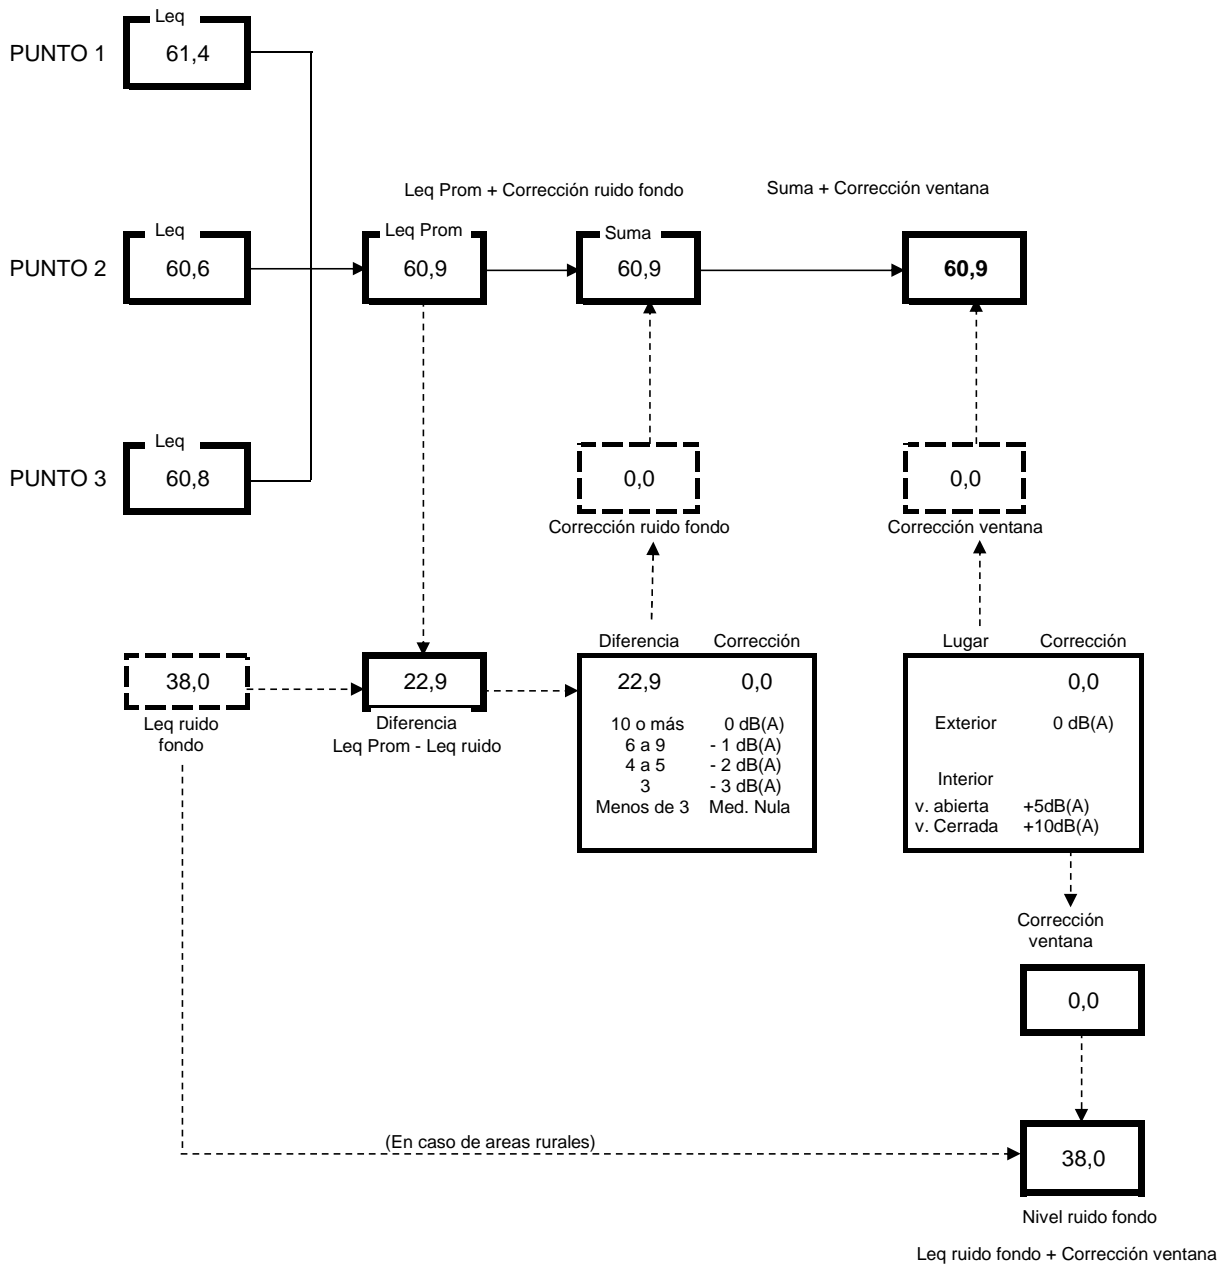 Leq
PUNTO 1
61,4
Leq Prom + Corrección ruido fondo
Suma + Corrección ventana
Leq
Leq Prom
Suma
PUNTO 2
60,6
60,9
60,9
60,9
Leq
PUNTO 3
60,8
0,0
0,0
Corrección ruido fondo
Corrección ventana
Diferencia Corrección
Lugar Corrección
38,0
22,9
22,9 0,0
0,0
Leq ruido
fondo
Diferencia
Leq Prom - Leq ruido
10 o más 0 dB(A)
6 a 9 - 1 dB(A)
4 a 5 - 2 dB(A)
3 - 3 dB(A)
Menos de 3 Med. Nula
Exterior 0 dB(A)
Interior
v. abierta +5dB(A)
v. Cerrada +10dB(A)
Corrección
ventana
0,0
(En caso de areas rurales)
38,0
Nivel ruido fondo
Leq ruido fondo + Corrección ventana